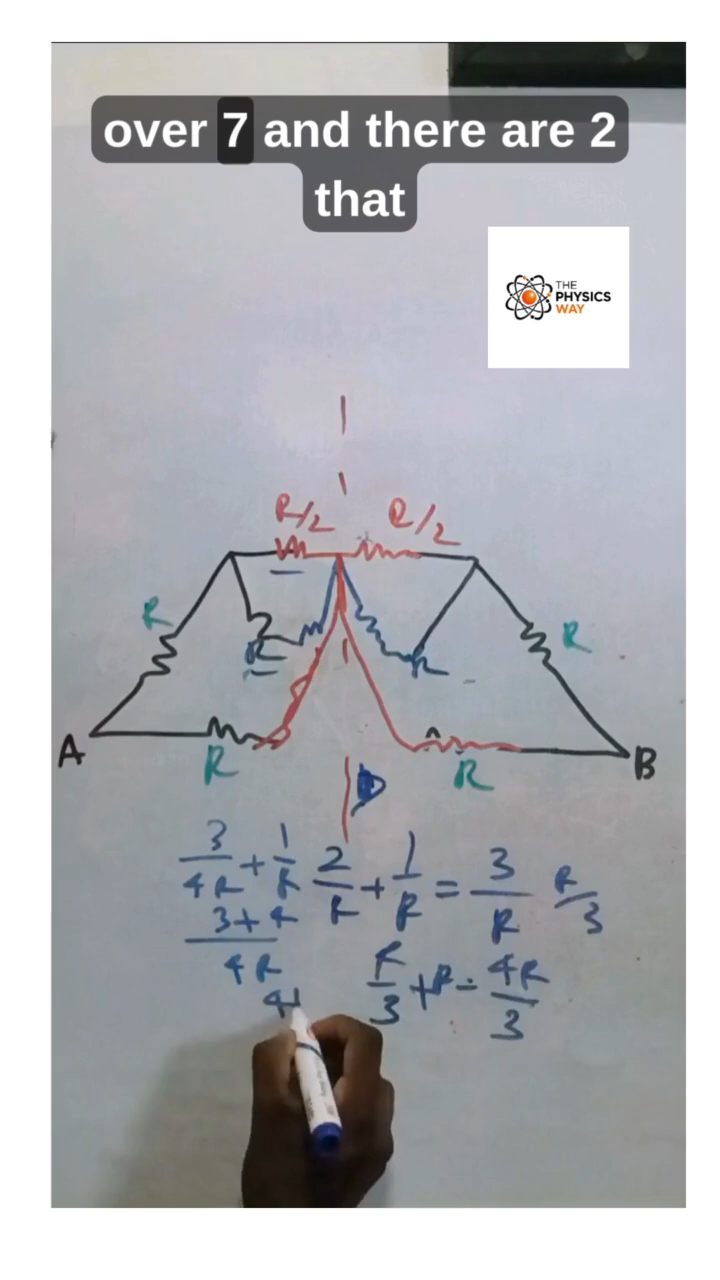 over 7 and there are 2
that
THE
PHYSICS
WAY
R/2 R/2
R R R R
A R R B
3/4R + 1/R
3+4/4R
4
2/R + 1/R = 3/R R/3
R/3 + R = 4R/3